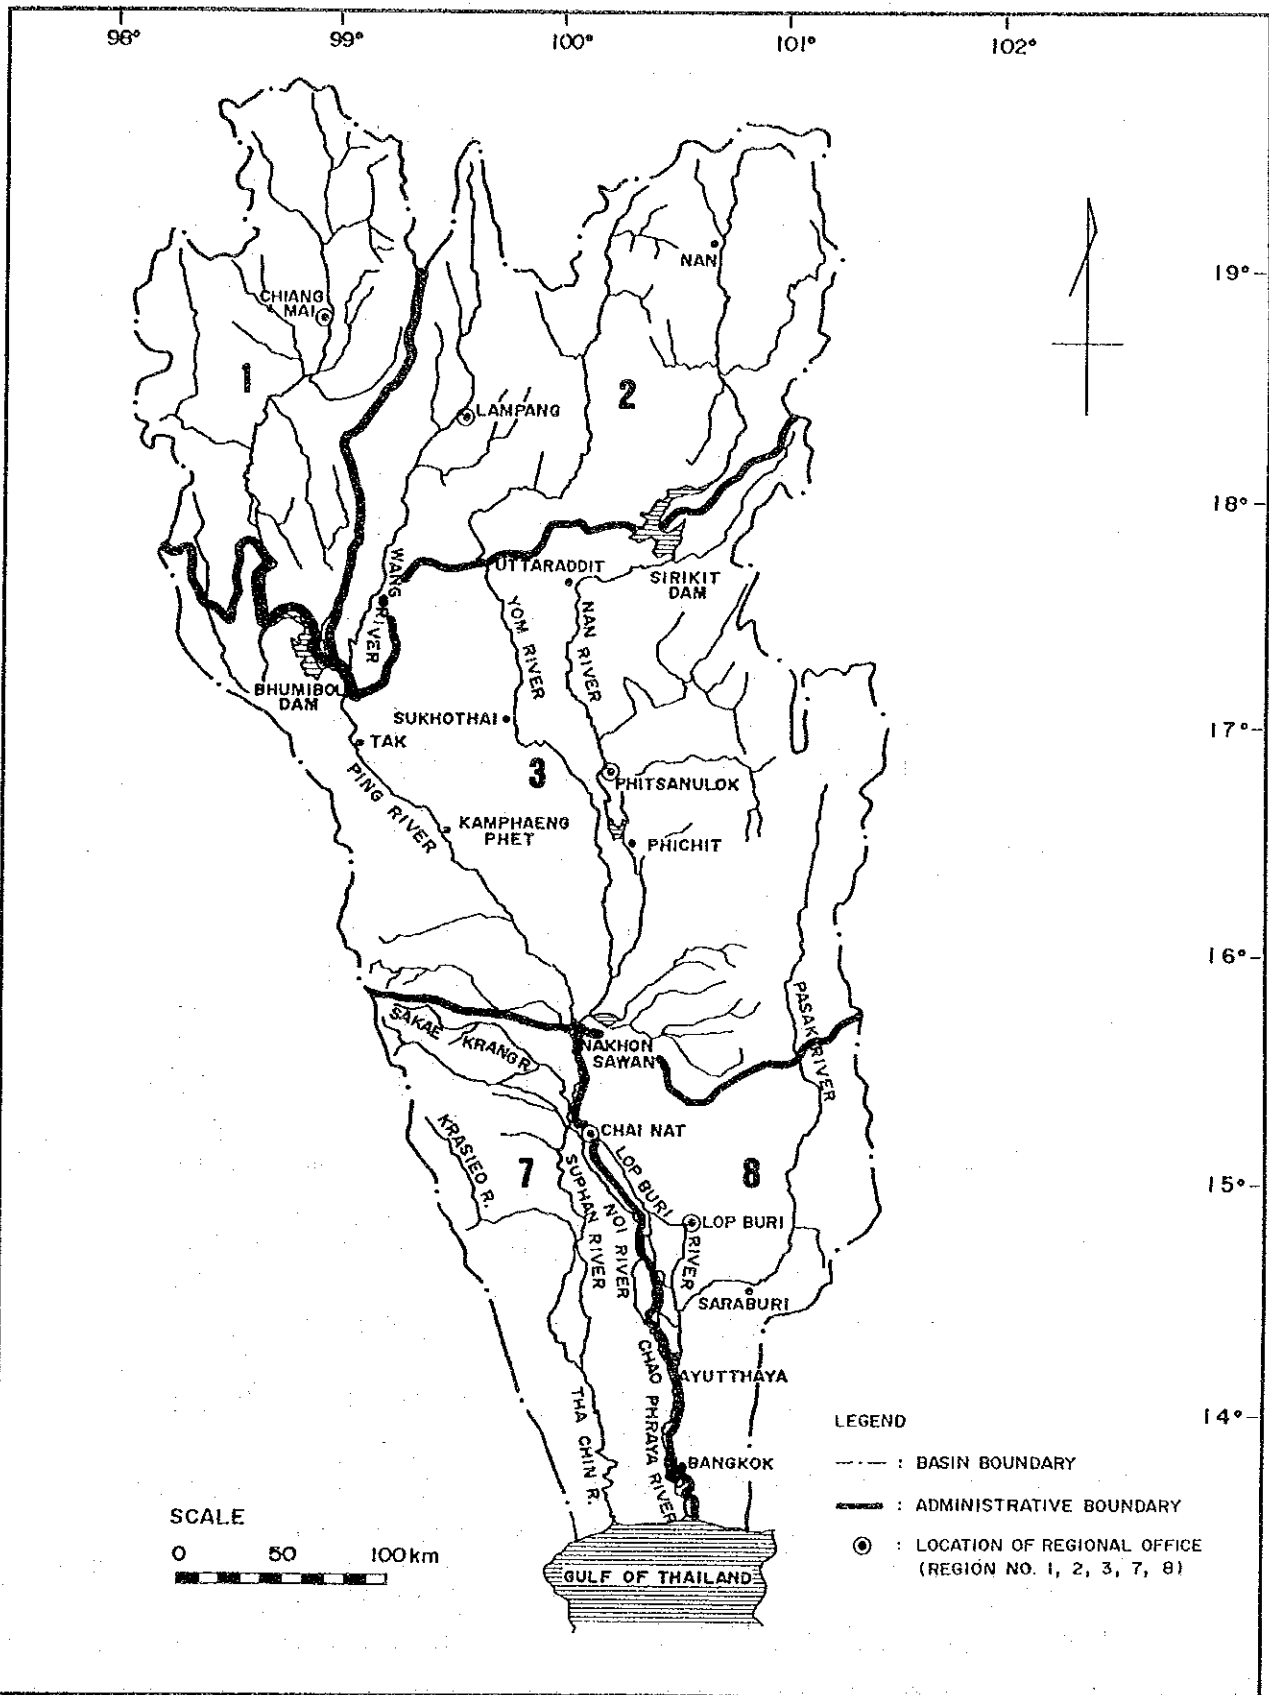 98°
99°
100°
101°
102°
NAN
19°
CHIANG
MAI
1
2
LAMPANG
18°
WANG
RIVER
UTTARADDIT
SIRIKIT
DAM
YOM RIVER
NAN RIVER
BHUMIBOL
DAM
SUKHOTHAI
17°
TAK
3
PHITSANULOK
PING RIVER
KAMPHAENG
PHET
PHICHIT
16°
PASAK RIVER
SAKAE
KRANG R.
NAKHON
SAWAN
CHAI NAT
KRASIEO R.
7
SUPHAN RIVER
NOI RIVER
LOP BURI
RIVER
8
15°
LOP BURI
SARABURI
CHAO PHRAYA RIVER
AYUTTHAYA
THA CHIN R.
14°
BANGKOK
LEGEND
: BASIN BOUNDARY
: ADMINISTRATIVE BOUNDARY
: LOCATION OF REGIONAL OFFICE
(REGION NO. 1, 2, 3, 7, 8)
SCALE
0 50 100 km
GULF OF THAILAND